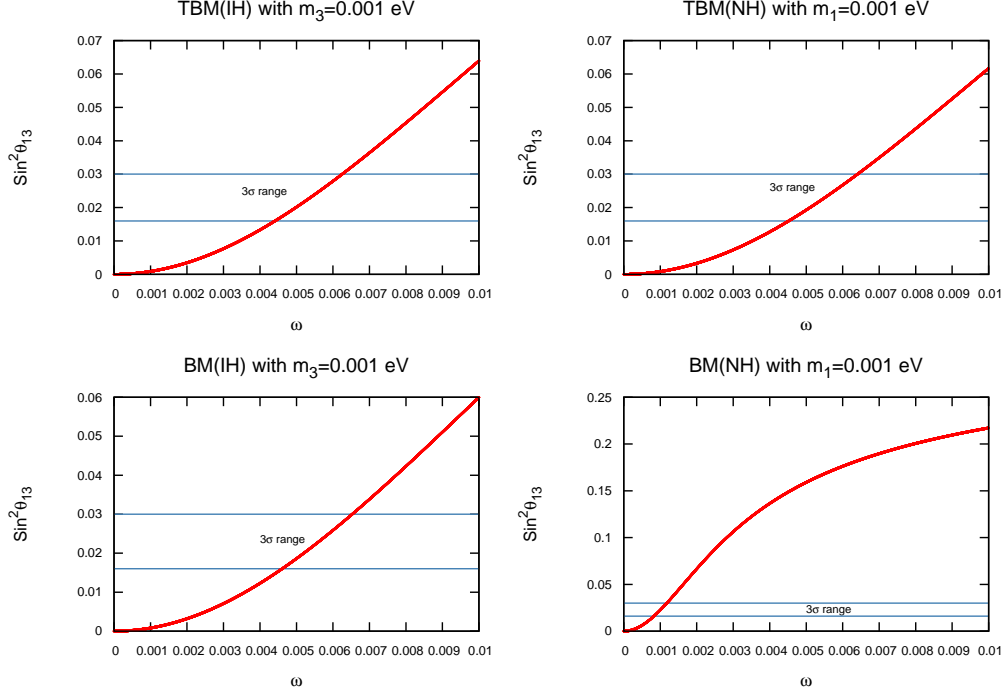 TBM(IH) with m₃=0.001 eV
Sin²θ₁₃
0.07
0.06
0.05
0.04
0.03
0.02
0.01
0
3σ range
0 0.001 0.002 0.003 0.004 0.005 0.006 0.007 0.008 0.009 0.01
ω
TBM(NH) with m₁=0.001 eV
Sin²θ₁₃
0.07
0.06
0.05
0.04
0.03
0.02
0.01
0
3σ range
0 0.001 0.002 0.003 0.004 0.005 0.006 0.007 0.008 0.009 0.01
ω
BM(IH) with m₃=0.001 eV
Sin²θ₁₃
0.06
0.05
0.04
0.03
0.02
0.01
0
3σ range
0 0.001 0.002 0.003 0.004 0.005 0.006 0.007 0.008 0.009 0.01
ω
BM(NH) with m₁=0.001 eV
Sin²θ₁₃
0.25
0.2
0.15
0.1
0.05
0
3σ range
0 0.001 0.002 0.003 0.004 0.005 0.006 0.007 0.008 0.009 0.01
ω